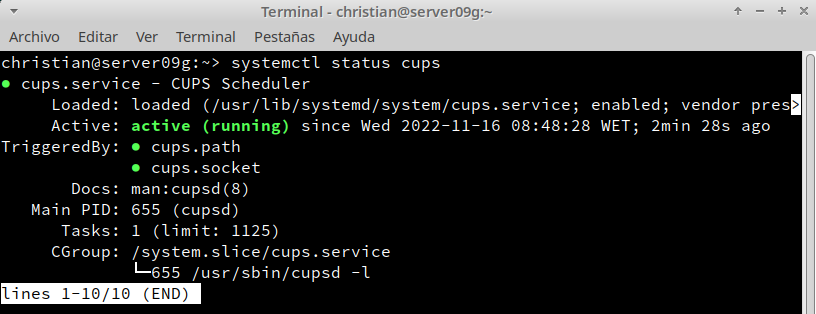 Terminal - christian@server09g:~
Archivo Editar Ver Terminal Pestañas Ayuda
christian@server09g:~> systemctl status cups
● cups.service - CUPS Scheduler
     Loaded: loaded (/usr/lib/systemd/system/cups.service; enabled; vendor pres>
     Active: active (running) since Wed 2022-11-16 08:48:28 WET; 2min 28s ago
TriggeredBy: ● cups.path
             ● cups.socket
       Docs: man:cupsd(8)
   Main PID: 655 (cupsd)
      Tasks: 1 (limit: 1125)
     CGroup: /system.slice/cups.service
             └─655 /usr/sbin/cupsd -l
lines 1-10/10 (END)